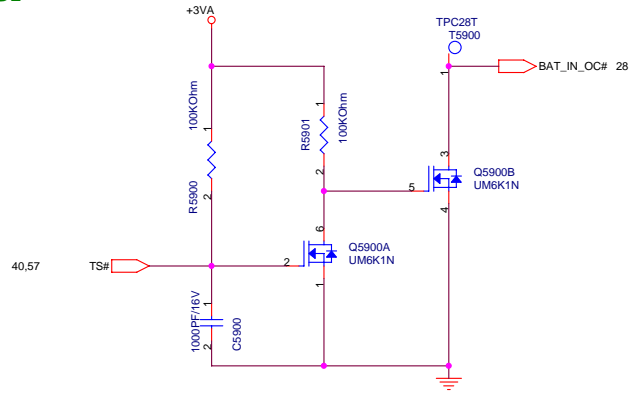 +3VA
TPC28T
T5900
1
BAT_IN_OC# 28
1
100KOhm
R5900
2
1
R5901
100KOhm
2
3
5
Q5900B
UM6K1N
4
6
2
Q5900A
UM6K1N
1
40,57
TS#
1
1000PF/16V
C5900
2